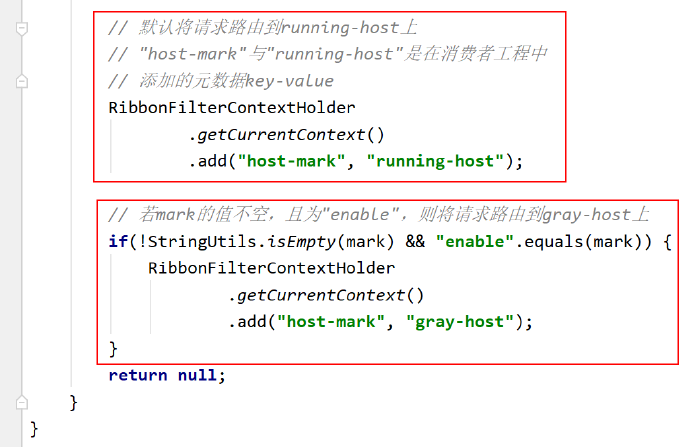 // 默认将请求路由到running-host上
// "host-mark"与"running-host"是在消费者工程中
// 添加的元数据key-value
RibbonFilterContextHolder
.getCurrentContext()
.add("host-mark", "running-host");
// 若mark的值不空，且为"enable"，则将请求路由到gray-host上
if(!StringUtils.isEmpty(mark) && "enable".equals(mark)) {
RibbonFilterContextHolder
.getCurrentContext()
.add("host-mark", "gray-host");
}
return null;
}
}